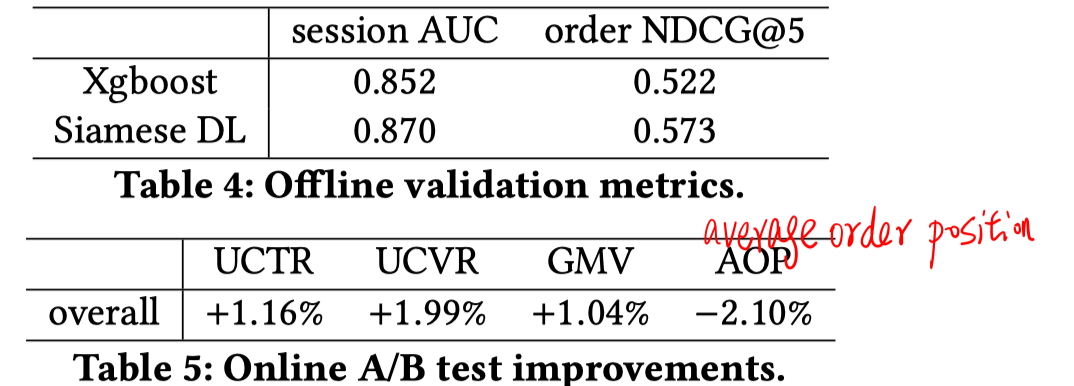 session AUC order NDCG@5
Xgboost 0.852 0.522
Siamese DL 0.870 0.573
Table 4: Offline validation metrics.
average order position
UCTR UCVR GMV AOP
overall +1.16% +1.99% +1.04% −2.10%
Table 5: Online A/B test improvements.